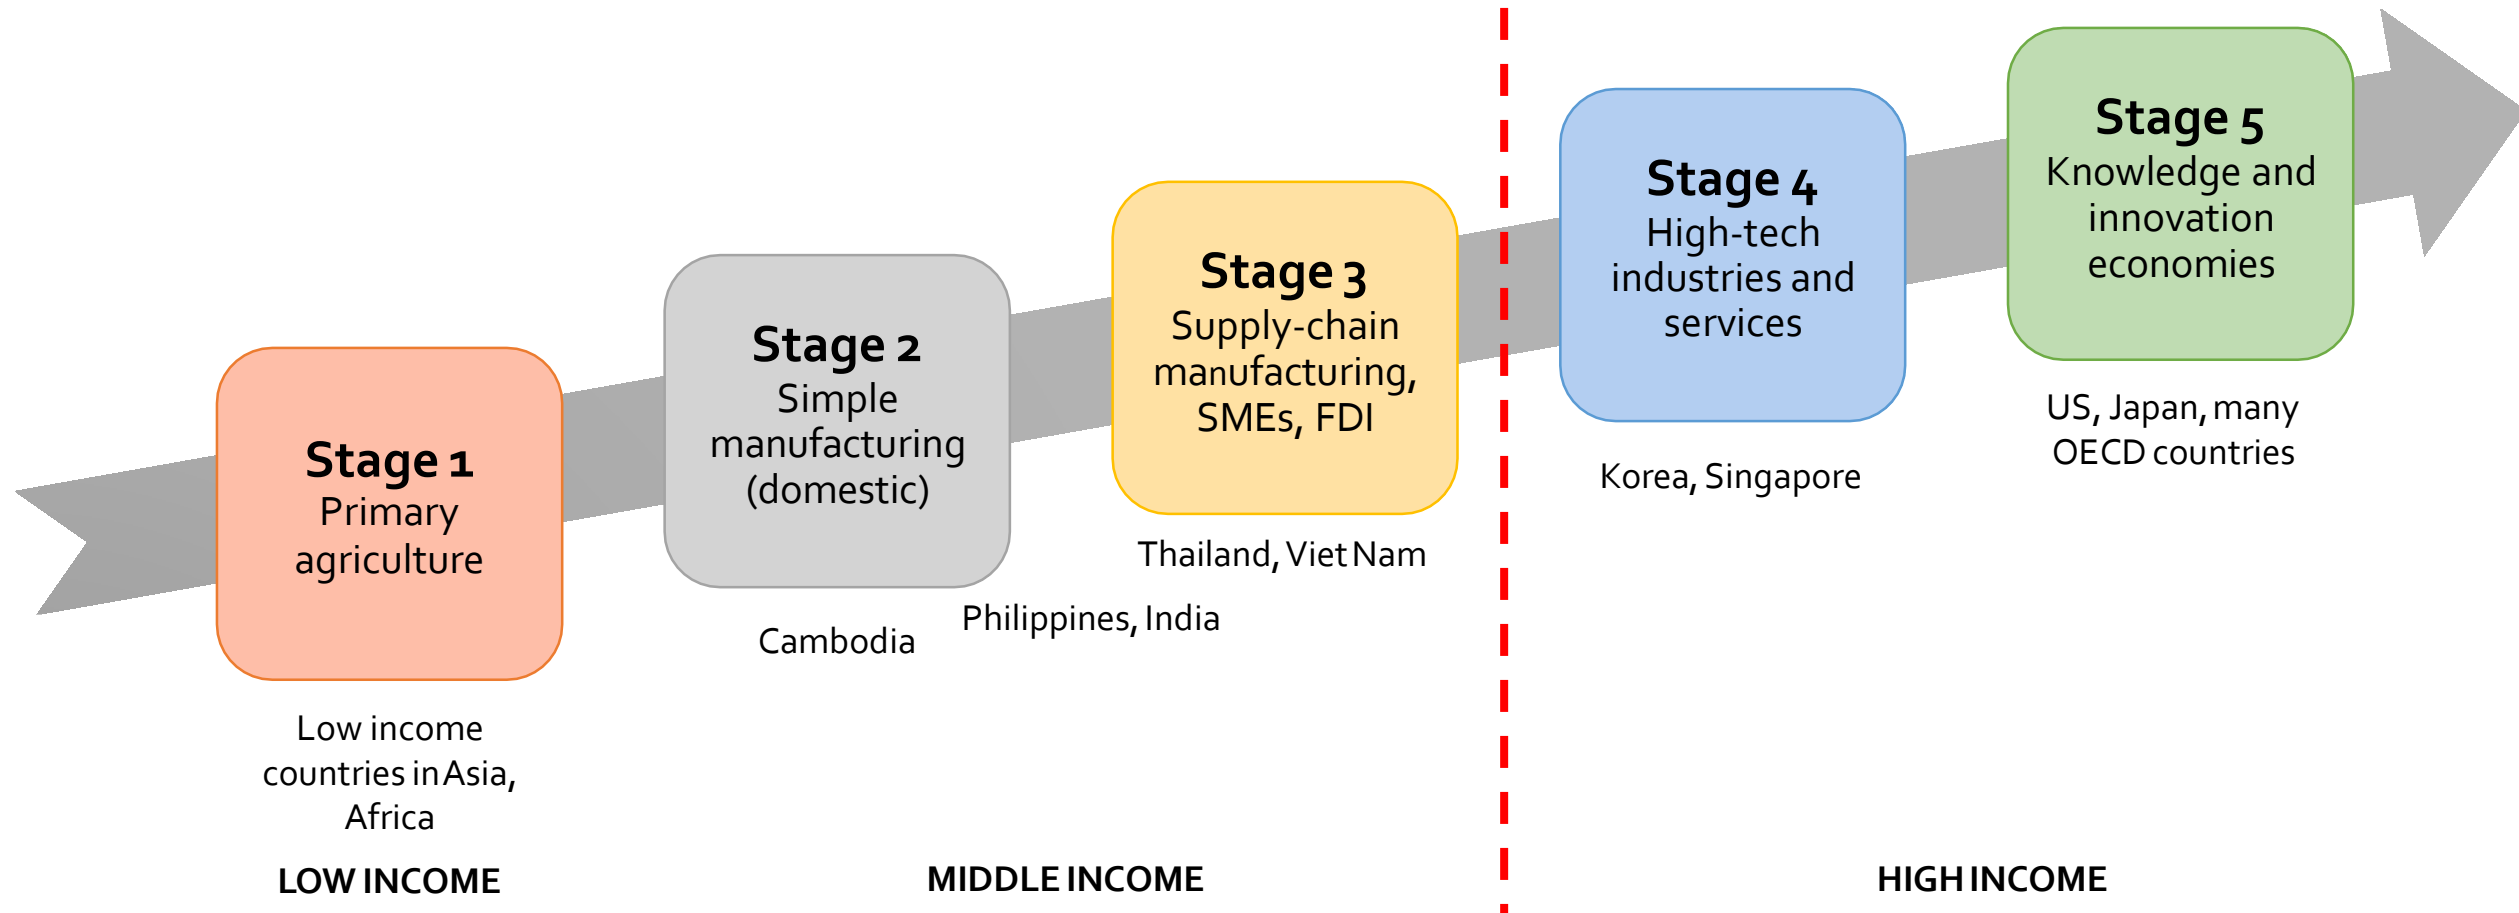 Stage 1
Primary
agriculture
Low income
countries in Asia,
Africa
Stage 2
Simple
manufacturing
(domestic)
Cambodia
Philippines, India
Stage 3
Supply-chain
manufacturing,
SMEs, FDI
Thailand, Viet Nam
Stage 4
High-tech
industries and
services
Korea, Singapore
Stage 5
Knowledge and
innovation
economies
US, Japan, many
OECD countries
LOW INCOME
MIDDLE INCOME
HIGH INCOME